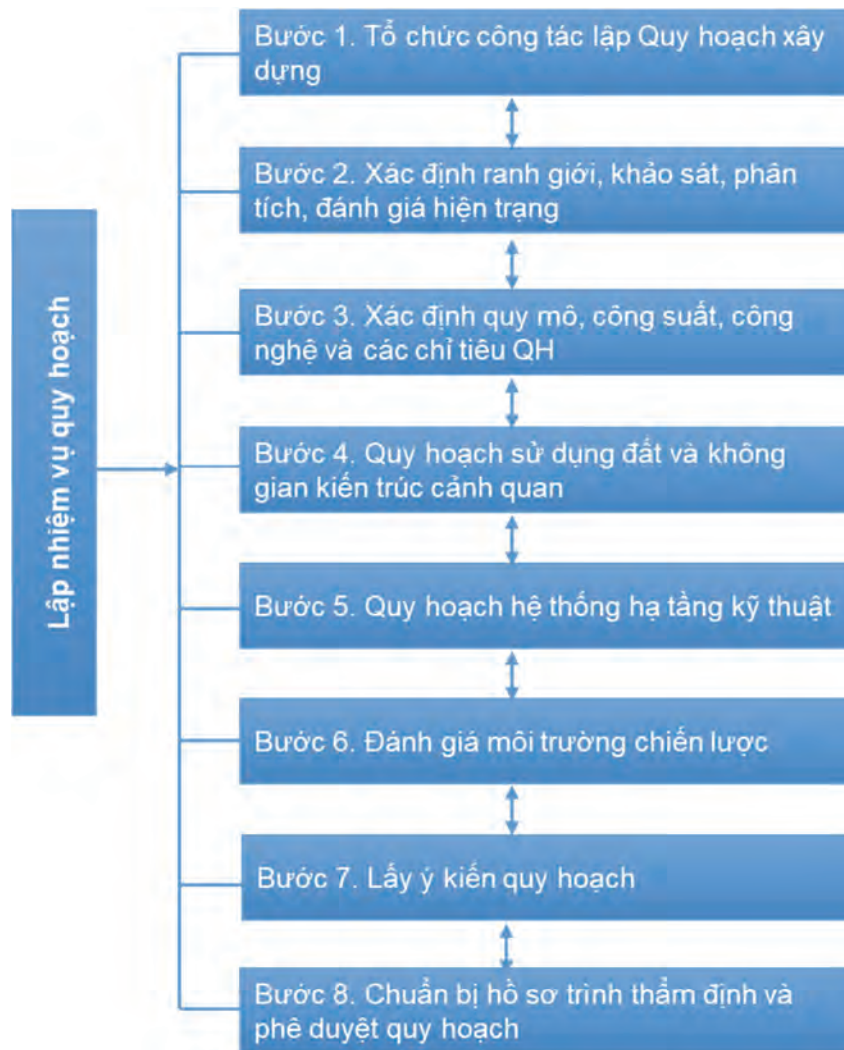 Bước 1. Tổ chức công tác lập Quy hoạch xây
dựng
Bước 2. Xác định ranh giới, khảo sát, phân
tích, đánh giá hiện trạng
Lập nhiệm vụ quy hoạch
Bước 3. Xác định quy mô, công suất, công
nghệ và các chỉ tiêu QH
Bước 4. Quy hoạch sử dụng đất và không
gian kiến trúc cảnh quan
Bước 5. Quy hoạch hệ thống hạ tầng kỹ thuật
Bước 6. Đánh giá môi trường chiến lược
Bước 7. Lấy ý kiến quy hoạch
Bước 8. Chuẩn bị hồ sơ trình thẩm định và
phê duyệt quy hoạch